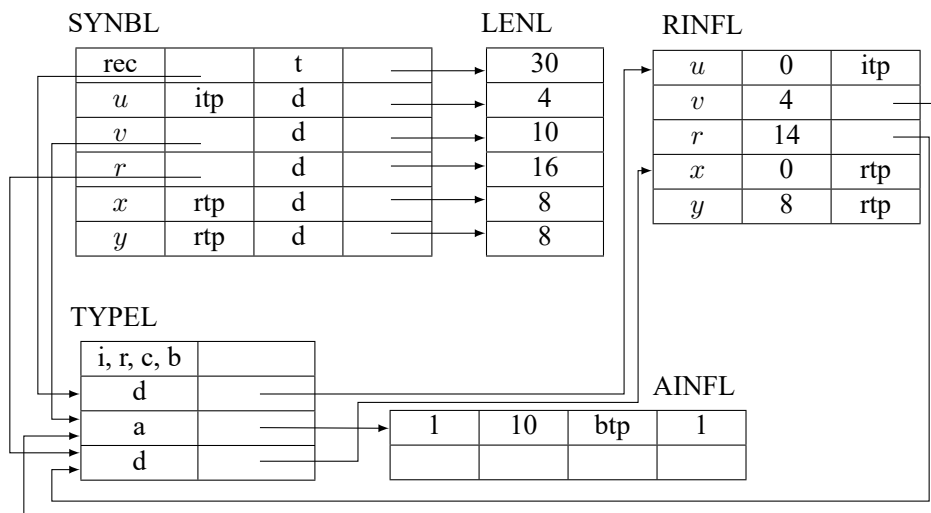 SYNBL LENL RINFL
rec t 30 u 0 itp
u itp d 4 v 4
v d 10 r 14
r d 16 x 0 rtp
x rtp d 8 y 8 rtp
y rtp d 8
TYPEL
i, r, c, b
d AINFL
a 1 10 btp 1
d